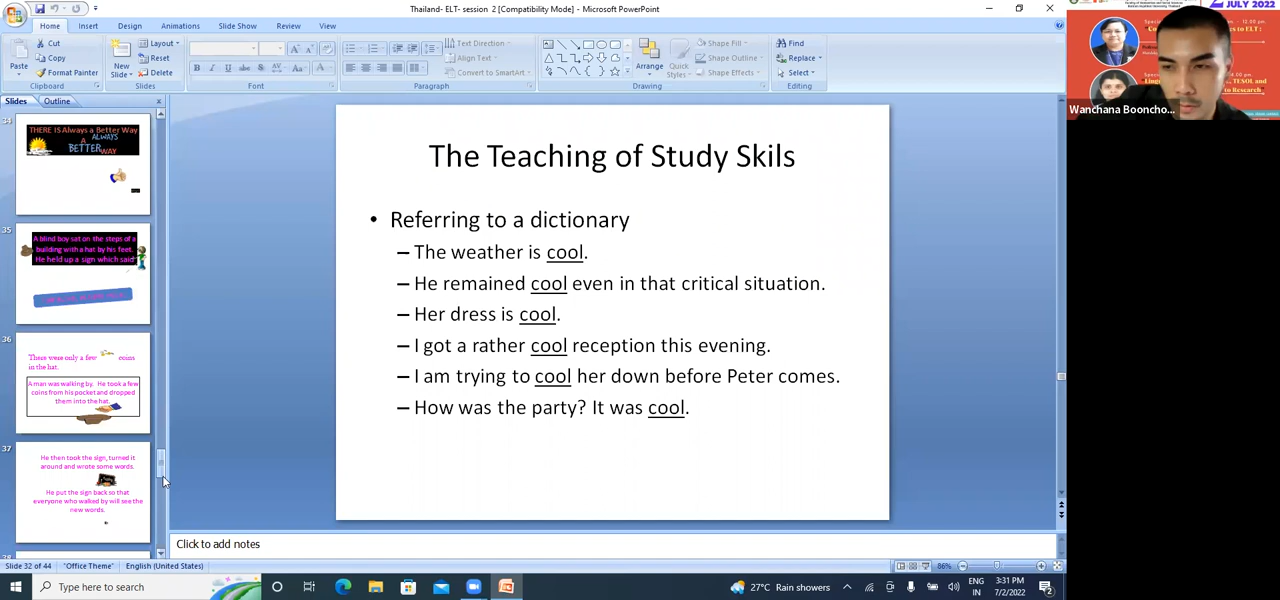 Thailand- ELT- session 2 [Compatibility Mode] - Microsoft PowerPoint
Home Insert Design Animations Slide Show Review View
Cut
Copy
Format Painter
Paste
Clipboard
New Slide
Layout
Reset
Delete
Slides
Font
Text Direction
Align Text
Convert to SmartArt
Paragraph
Arrange
Quick Styles
Shape Fill
Shape Outline
Shape Effects
Drawing
Find
Replace
Select
Editing
Slides Outline
34
THERE IS Always a Better Way
ALWAYS
A
BETTER WAY
35
A blind boy sat on the steps of a
building with a hat by his feet.
He held up a sign which said
36
There were only a few coins
in the hat.
A man was walking by. He took a few
coins from his pocket and dropped
them into the hat.
37
He then took the sign, turned it
around and wrote some words.
He put the sign back so that
everyone who walked by will see the
new words.
The Teaching of Study Skils
• Referring to a dictionary
– The weather is cool.
– He remained cool even in that critical situation.
– Her dress is cool.
– I got a rather cool reception this evening.
– I am trying to cool her down before Peter comes.
– How was the party? It was cool.
Click to add notes
Slide 32 of 44 "Office Theme" English (United States) 86%
Type here to search
27°C Rain showers
ENG
IN
3:31 PM
7/2/2022
2 JULY 2022
Wanchana Booncho...
TESOL
to Research